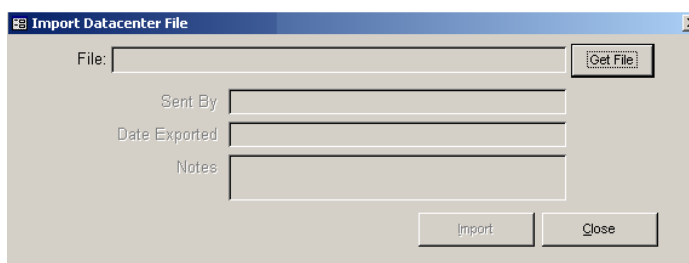 Import Datacenter File
File: Get File
Sent By
Date Exported
Notes
Import Close